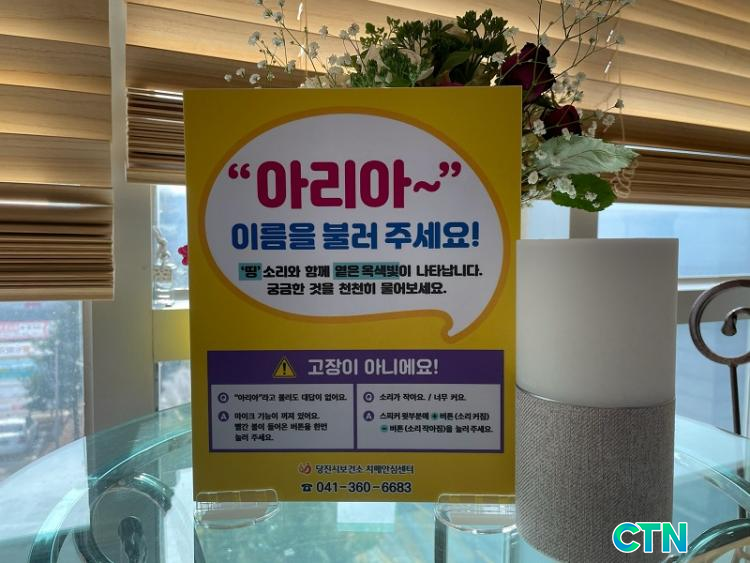 “아리아~”
이름을 불러 주세요!
‘띵’ 소리와 함께 옅은 옥색빛이 나타납니다.
궁금한 것을 천천히 물어보세요.
고장이 아니에요!
Q “아리아”라고 불러도 대답이 없어요.
A 마이크 기능이 꺼져 있어요.
빨간 불이 들어온 버튼을 한번
눌러 주세요.
Q 소리가 작아요. / 너무 커요.
A 스피커 윗부분에 + 버튼 (소리 커짐)
- 버튼 (소리 작아짐)을 눌러 주세요.
당진시보건소 치매안심센터
☎ 041-360-6683
CTN